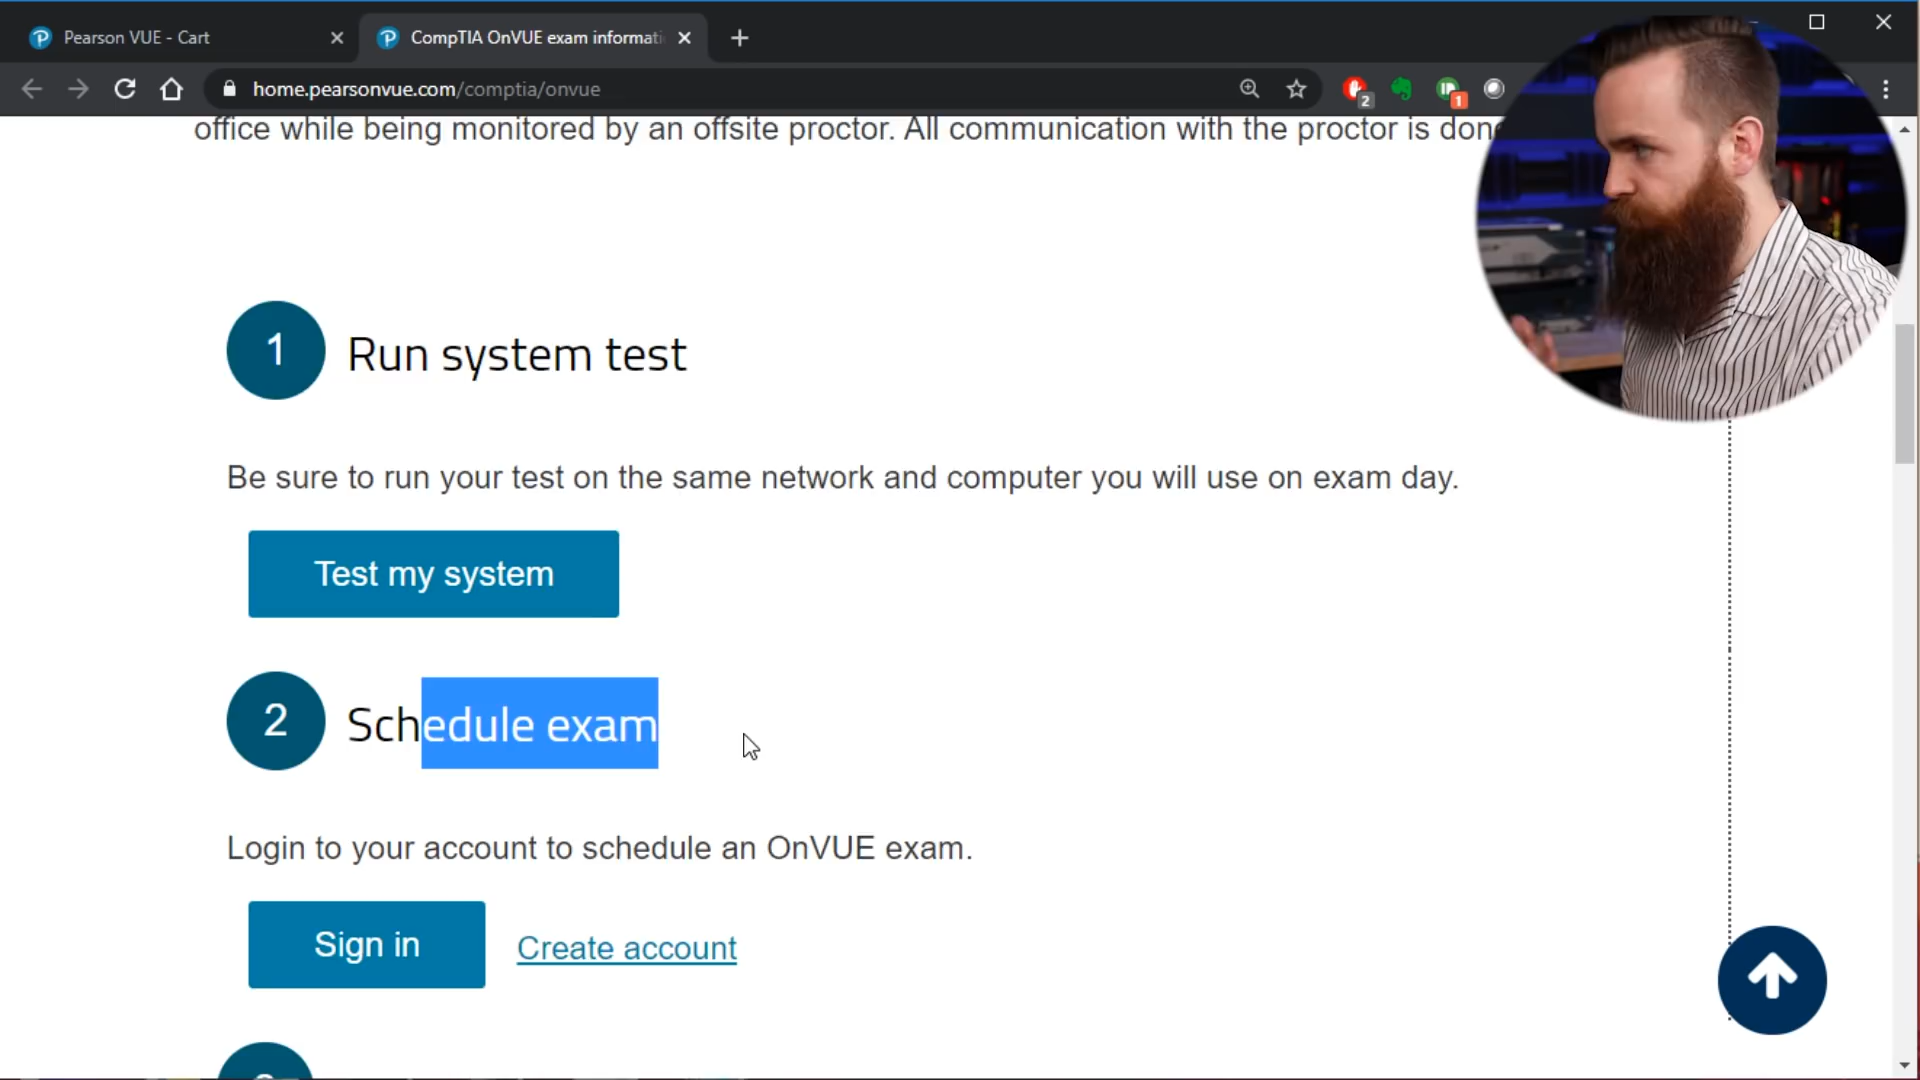 Pearson VUE - Cart
CompTIA OnVUE exam informati
home.pearsonvue.com/comptia/onvue
2
1
office while being monitored by an offsite proctor. All communication with the proctor is done
1
Run system test
Be sure to run your test on the same network and computer you will use on exam day.
Test my system
2
Schedule exam
Login to your account to schedule an OnVUE exam.
Sign in
Create account